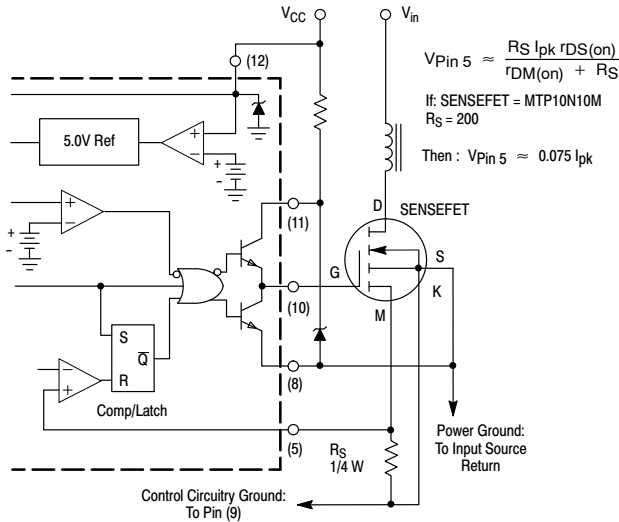 VCC
Vin
(12)
VPin 5 ≈ RS Ipk rDS(on)
rDM(on) + RS
If: SENSEFET = MTP10N10M
RS = 200
Then : VPin 5 ≈ 0.075 Ipk
5.0V Ref
+
-
-
+
+
-
+
-
D
SENSEFET
(11)
S
G
K
(10)
M
S
Q
R
-
+
(8)
Comp/Latch
(5)
RS
1/4 W
Power Ground:
To Input Source
Return
Control Circuitry Ground:
To Pin (9)